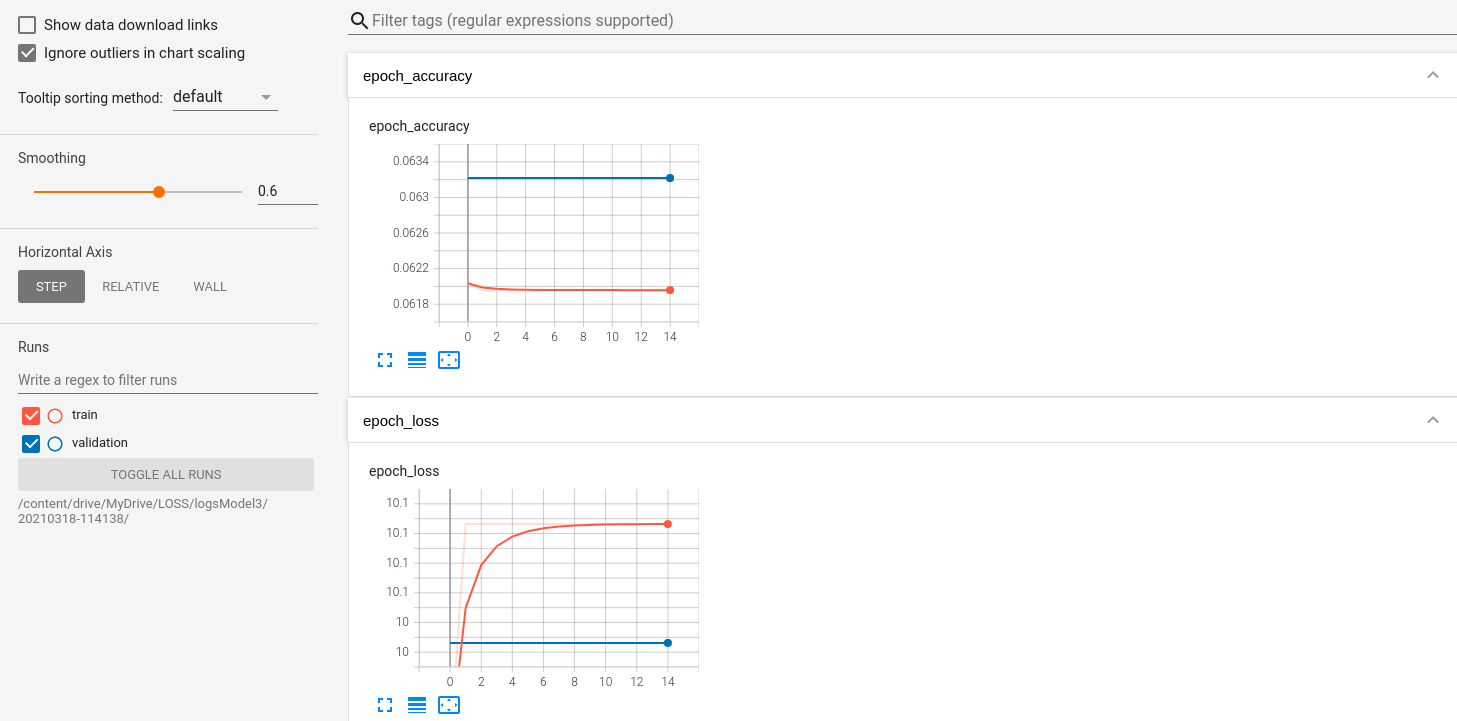 Show data download links
Ignore outliers in chart scaling
Tooltip sorting method: default
Smoothing
0.6
Horizontal Axis
STEP RELATIVE WALL
Runs
Write a regex to filter runs
train
validation
TOGGLE ALL RUNS
/content/drive/MyDrive/LOSS/logsModel3/
20210318-114138/
Filter tags (regular expressions supported)
epoch_accuracy
epoch_accuracy
0.0634
0.063
0.0626
0.0622
0.0618
0 2 4 6 8 10 12 14
epoch_loss
epoch_loss
10.1
10.1
10.1
10.1
10
10
0 2 4 6 8 10 12 14